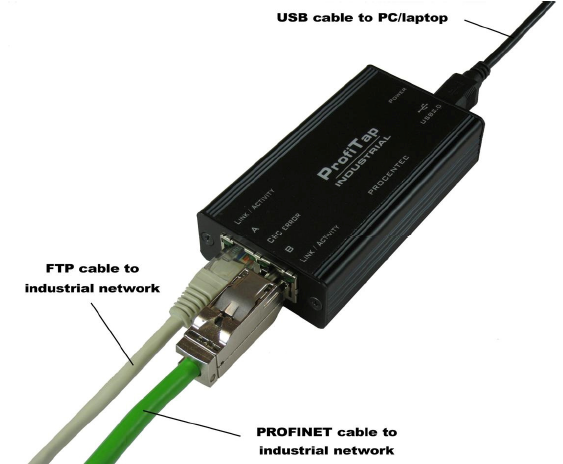 USB cable to PC/laptop
POWER
USB2.0
ProfiTap
INDUSTRIAL
PROCENTEC
LINK / ACTIVITY
A
CRC ERROR
B
LINK / ACTIVITY
FTP cable to
industrial network
PROFINET cable to
industrial network